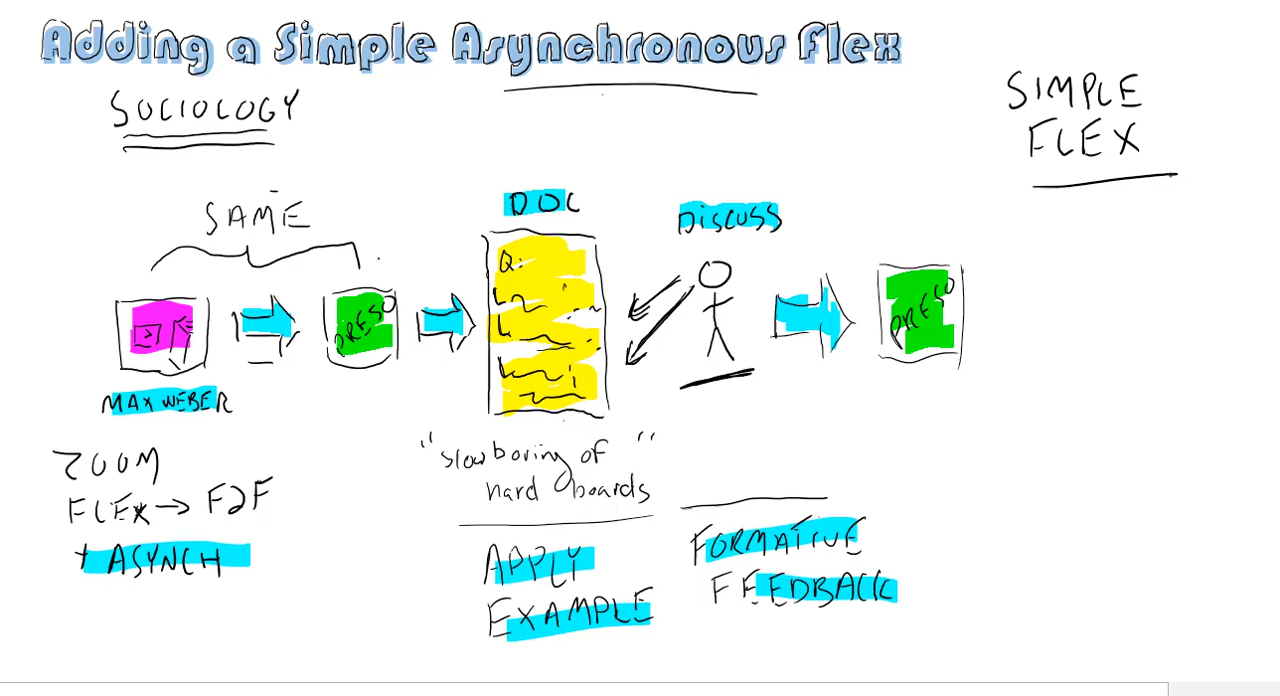 Adding a Simple Asynchronous Flex
SOCIOLOGY
SIMPLE
FLEX
SAME
DOC
DISCUSS
Q:
PRESO
PRESO
MAX WEBER
ZOOM
FLEX → F2F
+ ASYNCH
"slow boring of"
hard boards
APPLY
EXAMPLE
FORMATIVE
FEEDBACK